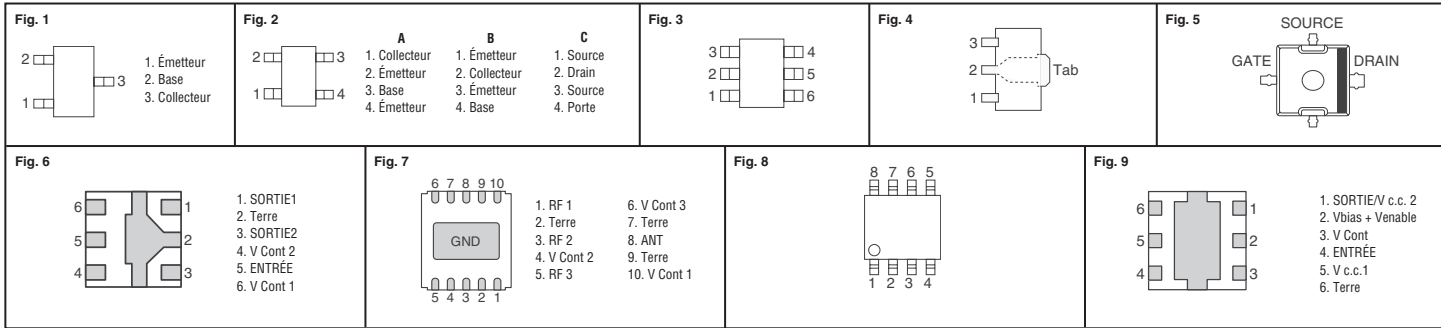 Fig. 1
2
1
3
1. Émetteur
2. Base
3. Collecteur
Fig. 2
2
3
1
4
A
1. Collecteur
2. Émetteur
3. Base
4. Émetteur
B
1. Émetteur
2. Collecteur
3. Émetteur
4. Base
C
1. Source
2. Drain
3. Source
4. Porte
Fig. 3
3
4
2
5
1
6
Fig. 4
3
2
Tab
1
Fig. 5
SOURCE
GATE
DRAIN
Fig. 6
6
1
5
2
4
3
1. SORTIE1
2. Terre
3. SORTIE2
4. V Cont 2
5. ENTRÉE
6. V Cont 1
Fig. 7
6 7 8 9 10
GND
5 4 3 2 1
1. RF 1
2. Terre
3. RF 2
4. V Cont 2
5. RF 3
6. V Cont 3
7. Terre
8. ANT
9. Terre
10. V Cont 1
Fig. 8
8 7 6 5
1 2 3 4
Fig. 9
6
1
5
2
4
3
1. SORTIE/V c.c. 2
2. Vbias + Venable
3. V Cont
4. ENTRÉE
5. V c.c.1
6. Terre